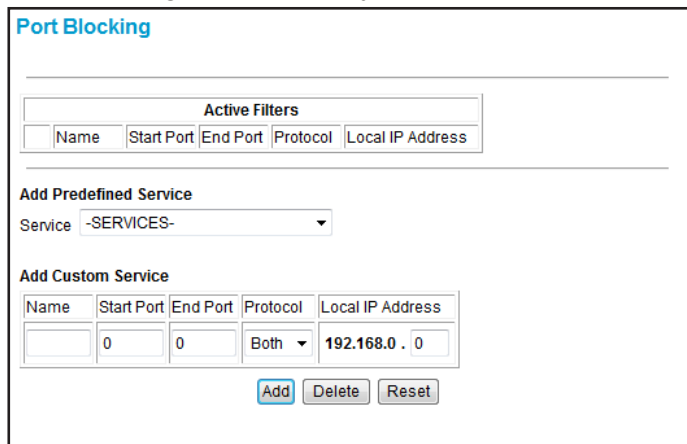 Port Blocking
Active Filters
Name Start Port End Port Protocol Local IP Address
Add Predefined Service
Service -SERVICES-
Add Custom Service
Name Start Port End Port Protocol Local IP Address
0 0 Both 192.168.0 . 0
Add Delete Reset